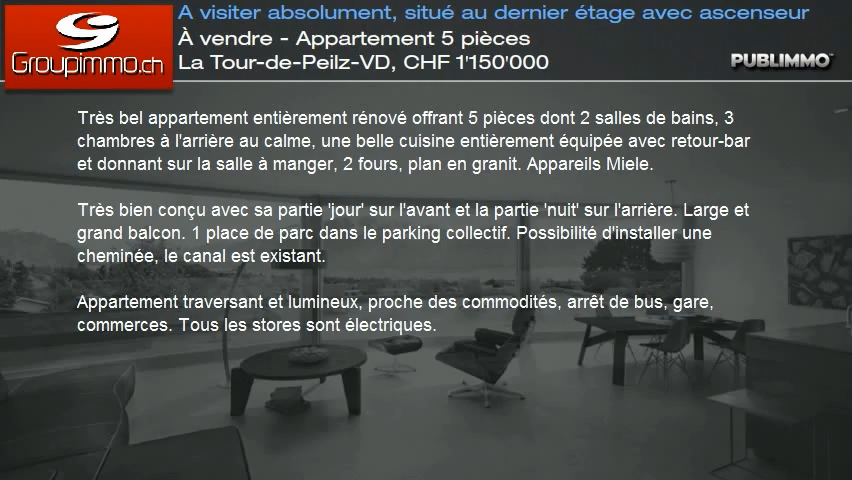 A visiter absolument, situé au dernier étage avec ascenseur
À vendre - Appartement 5 pièces
La Tour-de-Peilz-VD, CHF 1'150'000
Groupimmo.ch
PUBLIMMO™
Très bel appartement entièrement rénové offrant 5 pièces dont 2 salles de bains, 3
chambres à l'arrière au calme, une belle cuisine entièrement équipée avec retour-bar
et donnant sur la salle à manger, 2 fours, plan en granit. Appareils Miele.
Très bien conçu avec sa partie 'jour' sur l'avant et la partie 'nuit' sur l'arrière. Large et
grand balcon. 1 place de parc dans le parking collectif. Possibilité d'installer une
cheminée, le canal est existant.
Appartement traversant et lumineux, proche des commodités, arrêt de bus, gare,
commerces. Tous les stores sont électriques.